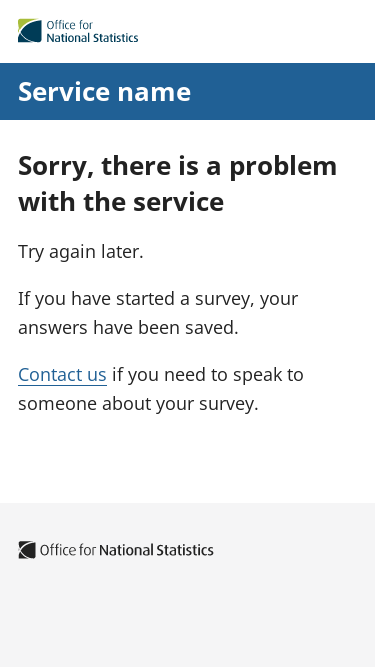 Office for
National Statistics
Service name
Sorry, there is a problem
with the service
Try again later.
If you have started a survey, your
answers have been saved.
Contact us if you need to speak to
someone about your survey.
Office for National Statistics